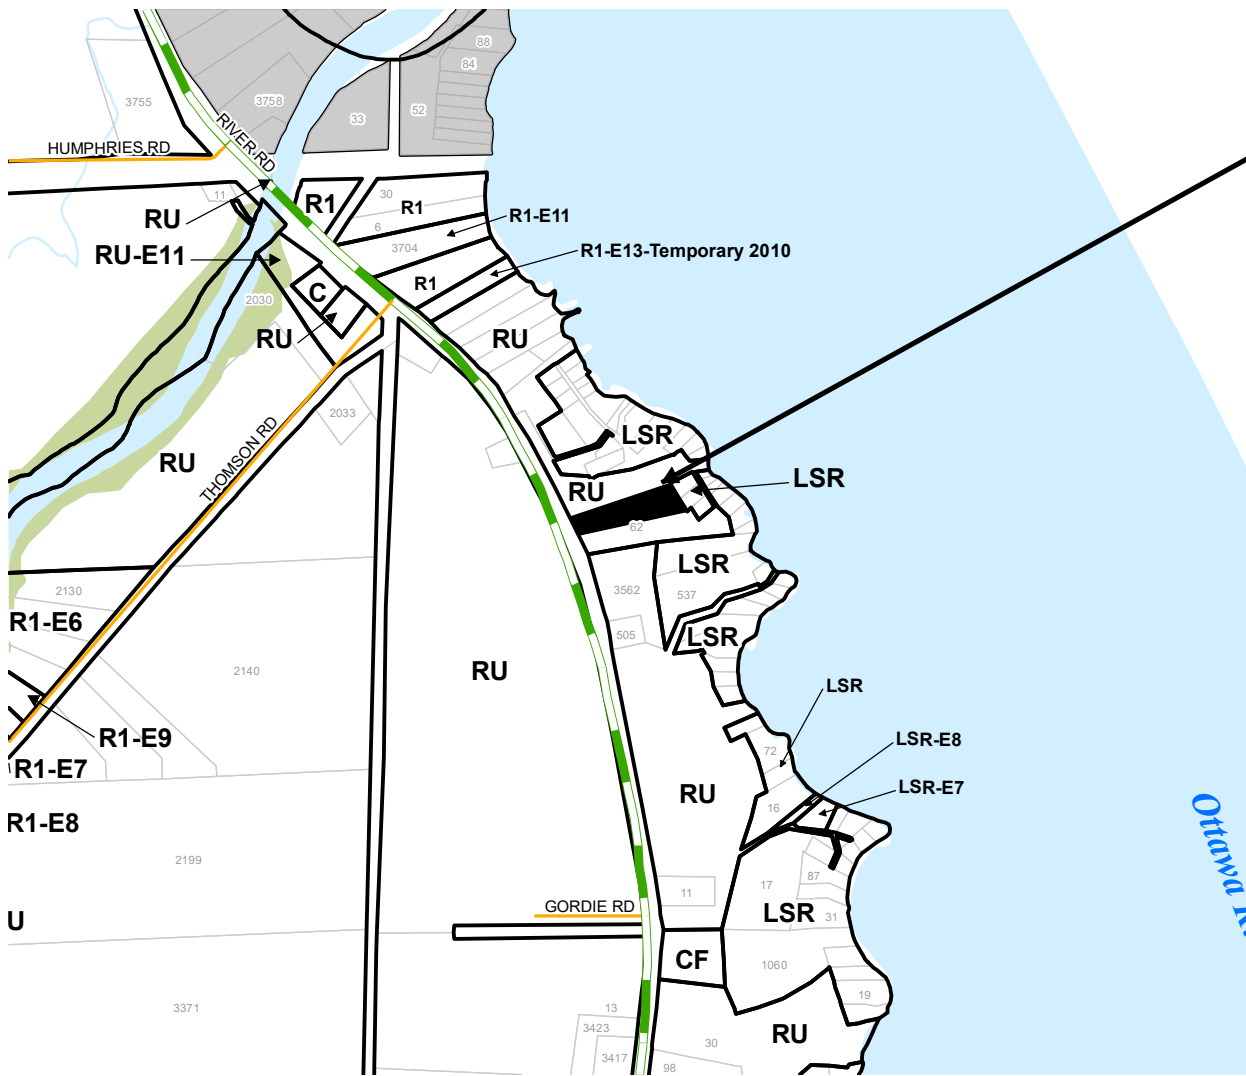 88
84
3755
3758
33
52
RIVER RD
HUMPHRIES RD
11
R1
30
R1
RU
6
R1-E11
3704
RU-E11
R1-E13-Temporary 2010
R1
C
2030
RU
RU
2033
LSR
THOMSON RD
RU
RU
LSR
62
LSR
3562
537
2130
R1-E6
505
LSR
2140
RU
LSR
R1-E9
LSR-E8
72
R1-E7
LSR-E7
RU
16
R1-E8
Ottawa R.
2199
87
17
11
GORDIE RD
LSR
31
U
CF
1060
19
3371
13
3423
RU
30
3417
98